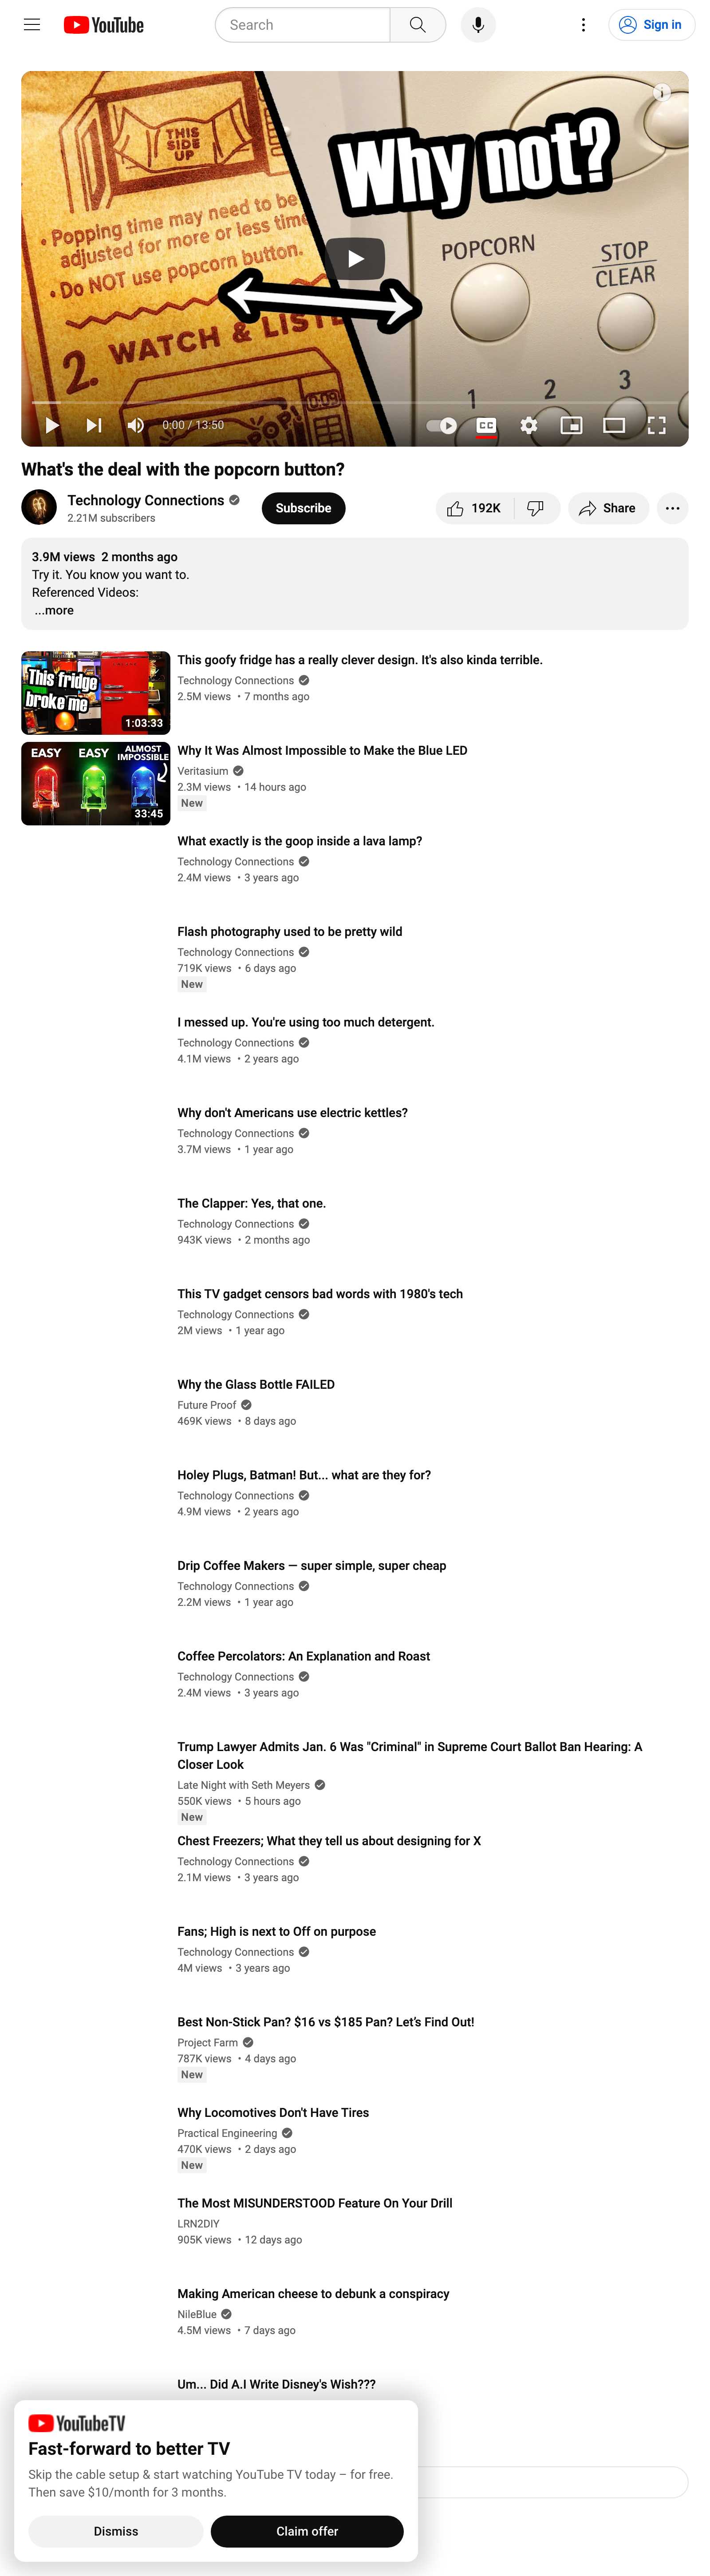 YouTube
Search
Sign in
THIS
SIDE
UP
Why not?
• Popping time may need to be
adjusted for more or less time
• Do NOT use popcorn button.
2. WATCH & LISTE
POPCORN
STOP
CLEAR
1
2
3
0:00 / 13:50
CC
What's the deal with the popcorn button?
Technology Connections
2.21M subscribers
Subscribe
192K
Share
3.9M views 2 months ago
Try it. You know you want to.
Referenced Videos:
...more
This fridge
broke me
1:03:33
This goofy fridge has a really clever design. It's also kinda terrible.
Technology Connections
2.5M views • 7 months ago
EASY
EASY
ALMOST
IMPOSSIBLE
33:45
Why It Was Almost Impossible to Make the Blue LED
Veritasium
2.3M views • 14 hours ago
New
What exactly is the goop inside a lava lamp?
Technology Connections
2.4M views • 3 years ago
Flash photography used to be pretty wild
Technology Connections
719K views • 6 days ago
New
I messed up. You're using too much detergent.
Technology Connections
4.1M views • 2 years ago
Why don't Americans use electric kettles?
Technology Connections
3.7M views • 1 year ago
The Clapper: Yes, that one.
Technology Connections
943K views • 2 months ago
This TV gadget censors bad words with 1980's tech
Technology Connections
2M views • 1 year ago
Why the Glass Bottle FAILED
Future Proof
469K views • 8 days ago
Holey Plugs, Batman! But... what are they for?
Technology Connections
4.9M views • 2 years ago
Drip Coffee Makers — super simple, super cheap
Technology Connections
2.2M views • 1 year ago
Coffee Percolators: An Explanation and Roast
Technology Connections
2.4M views • 3 years ago
Trump Lawyer Admits Jan. 6 Was "Criminal" in Supreme Court Ballot Ban Hearing: A
Closer Look
Late Night with Seth Meyers
550K views • 5 hours ago
New
Chest Freezers; What they tell us about designing for X
Technology Connections
2.1M views • 3 years ago
Fans; High is next to Off on purpose
Technology Connections
4M views • 3 years ago
Best Non-Stick Pan? $16 vs $185 Pan? Let’s Find Out!
Project Farm
787K views • 4 days ago
New
Why Locomotives Don't Have Tires
Practical Engineering
470K views • 2 days ago
New
The Most MISUNDERSTOOD Feature On Your Drill
LRN2DIY
905K views • 12 days ago
Making American cheese to debunk a conspiracy
NileBlue
4.5M views • 7 days ago
Um... Did A.I Write Disney's Wish???
YouTubeTV
Fast-forward to better TV
Skip the cable setup & start watching YouTube TV today – for free.
Then save $10/month for 3 months.
Dismiss
Claim offer